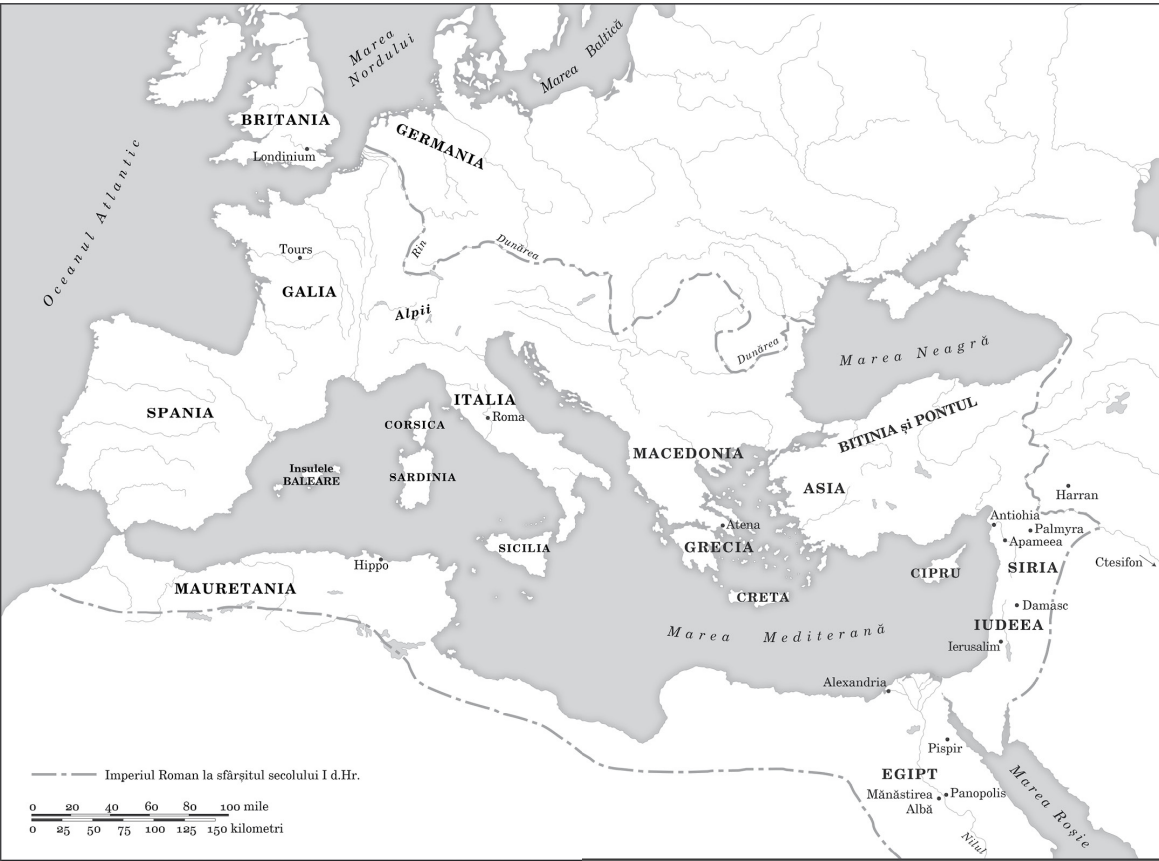 Marea
Nordului
Marea Baltică
BRITANIA
Londinium
GERMANIA
Oceanul Atlantic
Tours
Rin
Dunărea
GALIA
Alpii
Dunărea
Marea Neagră
SPANIA
ITALIA
Roma
CORSICA
BITINIA și PONTUL
MACEDONIA
Insulele
BALEARE
SARDINIA
ASIA
Harran
Antiohia
Atena
Palmyra
Apameea
SICILIA
GRECIA
Hippo
CIPRU
SIRIA
Ctesifon
MAURETANIA
CRETA
Damasc
IUDEEA
Marea Mediterană
Ierusalim
Alexandria
Pispir
EGIPT
Mănăstirea
Albă
Panopolis
Marea Roșie
Nilul
Imperiul Roman la sfârșitul secolului I d.Hr.
0 20 40 60 80 100 mile
0 25 50 75 100 125 150 kilometri